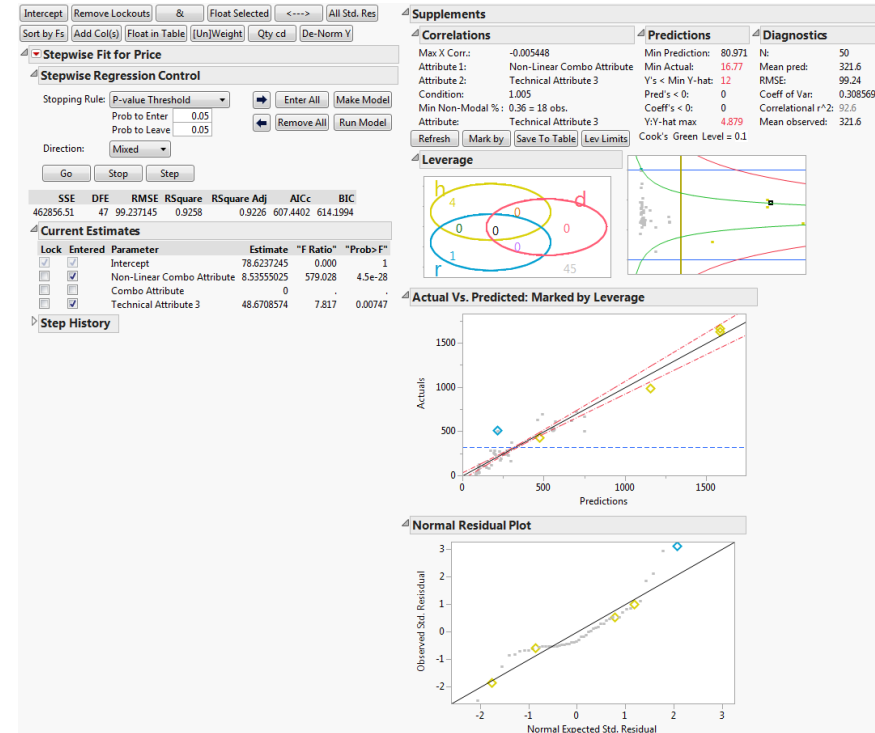 Intercept Remove Lockouts & Float Selected <---> All Std. Res
Sort by Fs Add Col(s) Float in Table [Un]Weight Qty cd De-Norm Y
Stepwise Fit for Price
Stepwise Regression Control
Stopping Rule: P-value Threshold Enter All Make Model
Prob to Enter 0.05
Prob to Leave 0.05 Remove All Run Model
Direction: Mixed
Go Stop Step
SSE DFE RMSE RSquare RSquare Adj AICc BIC
462856.51 47 99.237145 0.9258 0.9226 607.4402 614.1994
Current Estimates
Lock Entered Parameter Estimate "F Ratio" "Prob>F"
Intercept 78.6237245 0.000 1
Non-Linear Combo Attribute 8.53555025 579.028 4.5e-28
Combo Attribute 0 . .
Technical Attribute 3 48.6708574 7.817 0.00747
Step History
Supplements
Correlations
Max X Corr.: -0.005448
Attribute 1: Non-Linear Combo Attribute
Attribute 2: Technical Attribute 3
Condition: 1.005
Min Non-Modal %: 0.36 = 18 obs.
Attribute: Technical Attribute 3
Predictions
Min Prediction: 80.971
Min Actual: 16.77
Y's < Min Y-hat: 12
Pred's < 0: 0
Coeff's < 0: 0
Y:Y-hat max 4.879
Diagnostics
N: 50
Mean pred: 321.6
RMSE: 99.24
Coeff of Var: 0.308569
Correlational r^2: 92.6
Mean observed: 321.6
Refresh Mark by Save To Table Lev Limits Cook's Green Level = 0.1
Leverage
h
4
d
0
0
0
0
0
1
r
45
Actual Vs. Predicted: Marked by Leverage
1500
1000
500
0
Actuals
0 500 1000 1500
Predictions
Normal Residual Plot
3
2
1
0
-1
-2
Observed Std. Resisdual
-2 -1 0 1 2 3
Normal Expected Std. Residual